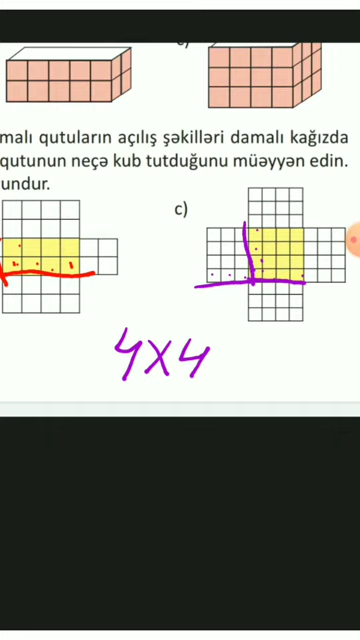 malı qutuların açılış şəkilləri damalı kağızda
qutunun neçə kub tutduğunu müəyyən edin.
undur.
c)
4x4